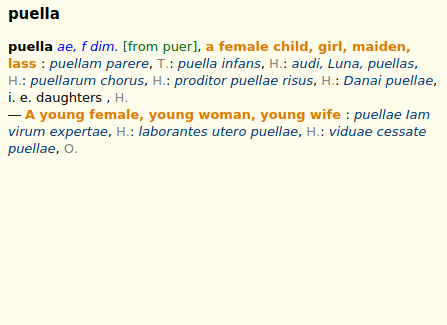 puella
puella ae, f dim. [from puer], a female child, girl, maiden,
lass : puellam parere, T.: puella infans, H.: audi, Luna, puellas,
H.: puellarum chorus, H.: proditor puellae risus, H.: Danai puellae,
i. e. daughters , H.
— A young female, young woman, young wife : puellae Iam
virum expertae, H.: laborantes utero puellae, H.: viduae cessate
puellae, O.